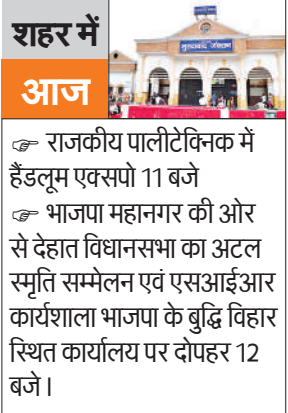 शहर में
आज
मुरादाबाद जंक्शन
☞ राजकीय पालीटेक्निक में
हैंडलूम एक्सपो 11 बजे
☞ भाजपा महानगर की ओर
से देहात विधानसभा का अटल
स्मृति सम्मेलन एवं एसआईआर
कार्यशाला भाजपा के बुद्धि विहार
स्थित कार्यालय पर दोपहर 12
बजे।